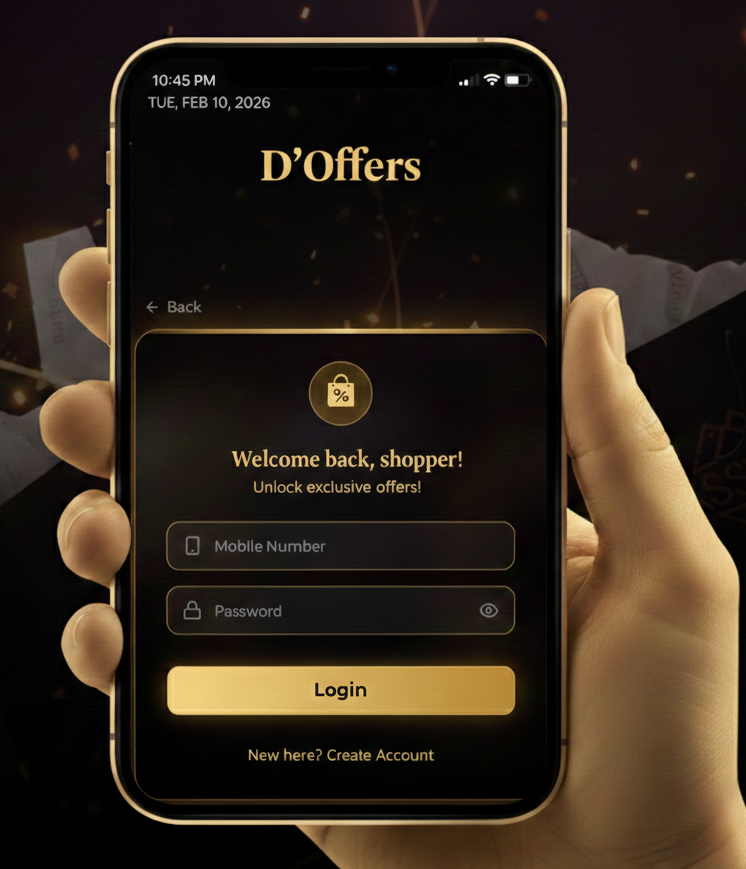 10:45 PM
TUE, FEB 10, 2026
D’Offers
← Back
%
Welcome back, shopper!
Unlock exclusive offers!
Mobile Number
Password
Login
New here? Create Account